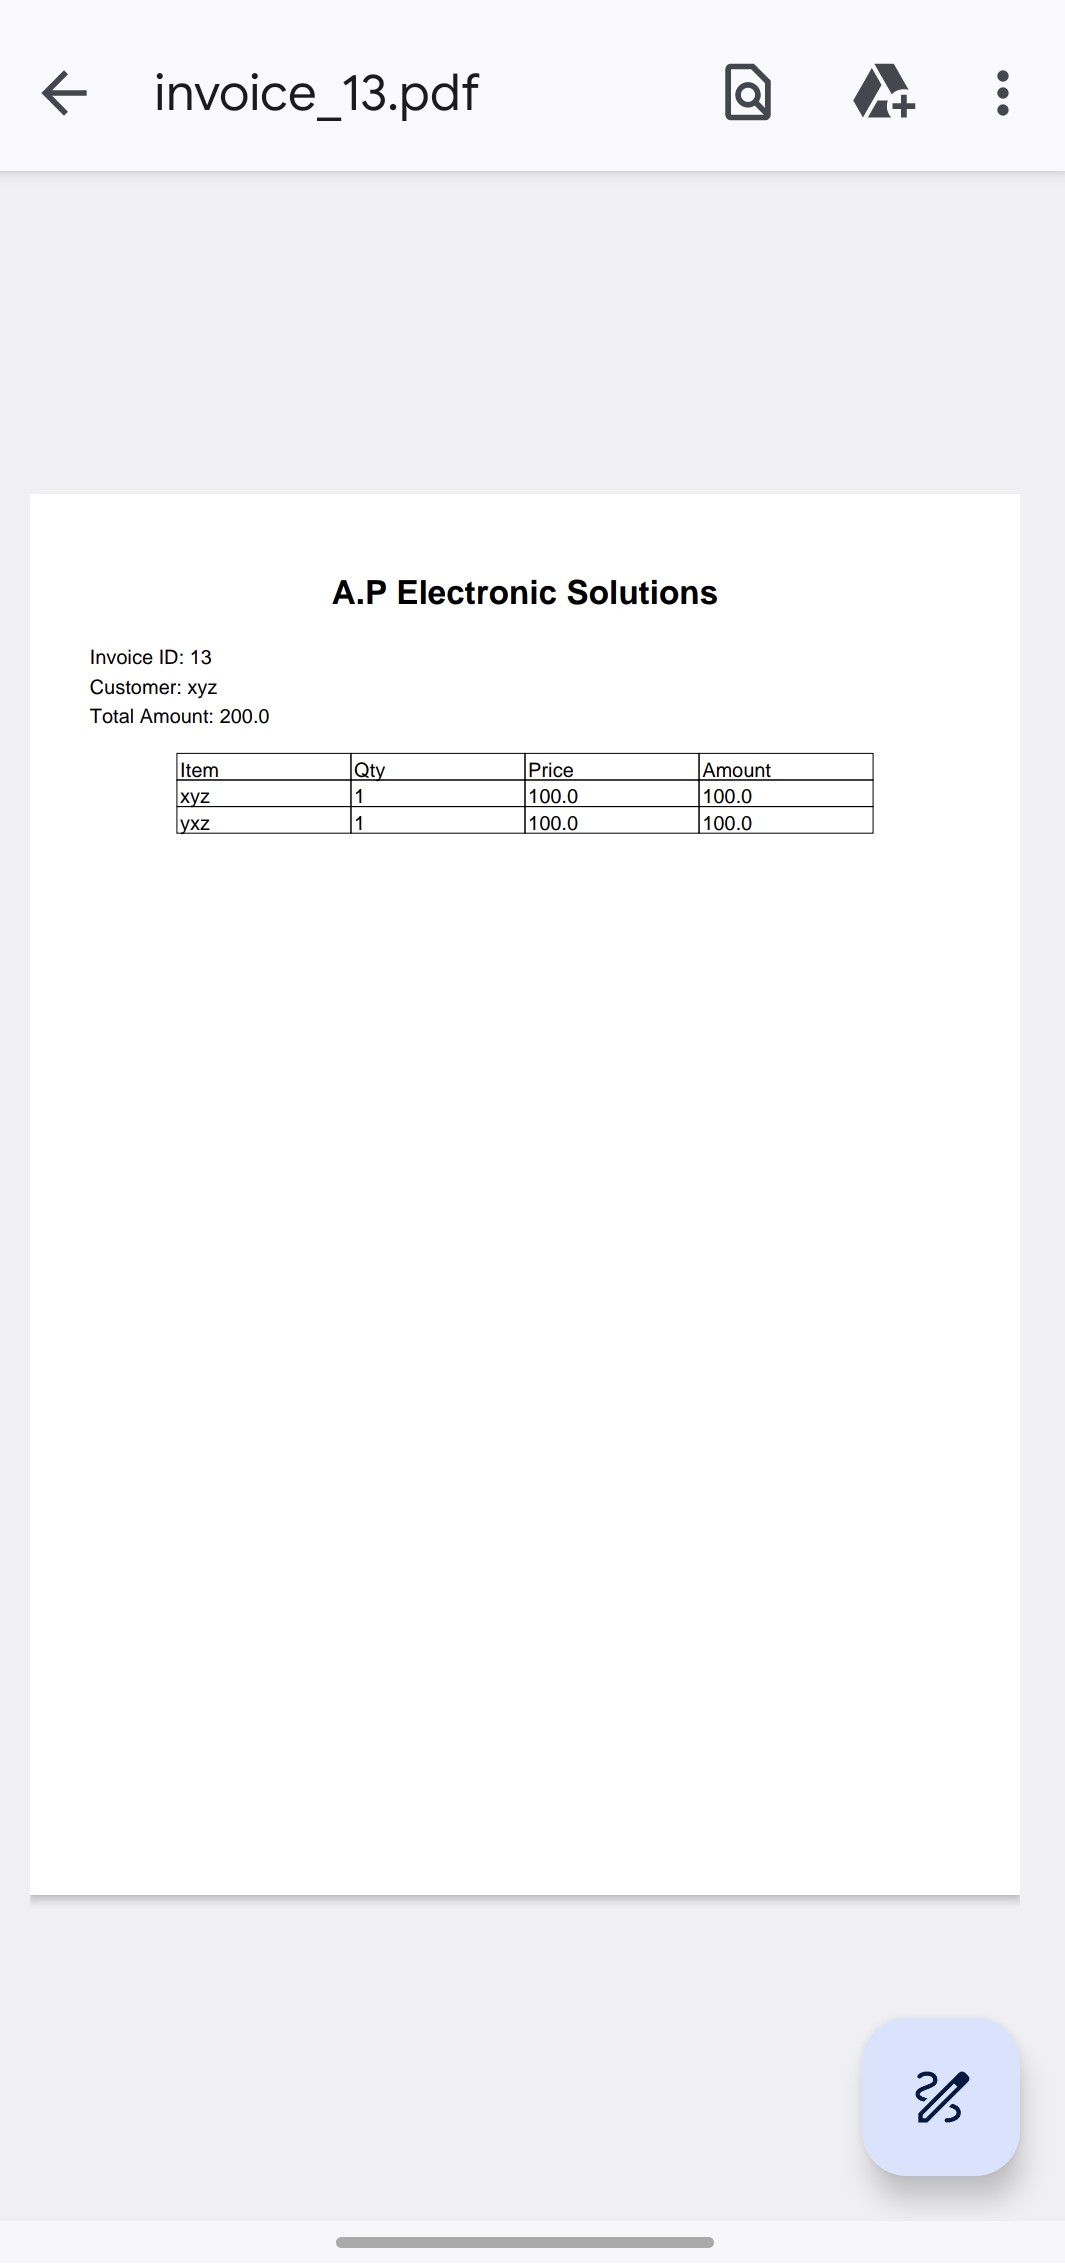 invoice_13.pdf
A.P Electronic Solutions
Invoice ID: 13
Customer: xyz
Total Amount: 200.0
Item Qty Price Amount
xyz 1 100.0 100.0
yxz 1 100.0 100.0